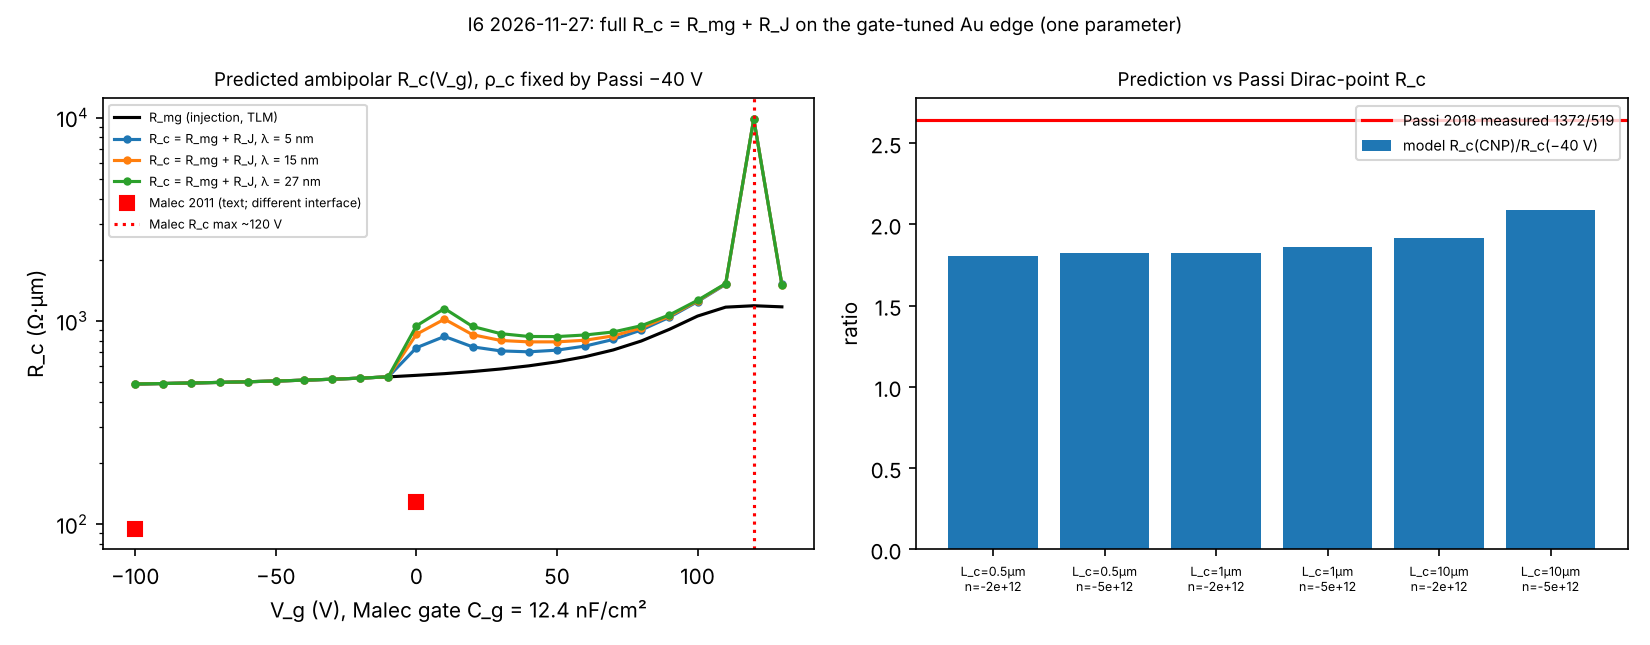 I6 2026-11-27: full R_c = R_mg + R_J on the gate-tuned Au edge (one parameter)
Predicted ambipolar R_c(V_g), ρ_c fixed by Passi −40 V
R_mg (injection, TLM)
R_c = R_mg + R_J, λ = 5 nm
R_c = R_mg + R_J, λ = 15 nm
R_c = R_mg + R_J, λ = 27 nm
Malec 2011 (text; different interface)
Malec R_c max ~120 V
R_c (Ω·μm)
10⁴
10³
10²
−100
−50
0
50
100
V_g (V), Malec gate C_g = 12.4 nF/cm²
Prediction vs Passi Dirac-point R_c
Passi 2018 measured 1372/519
model R_c(CNP)/R_c(−40 V)
ratio
2.5
2.0
1.5
1.0
0.5
0.0
L_c=0.5μm
n=-2e+12
L_c=0.5μm
n=-5e+12
L_c=1μm
n=-2e+12
L_c=1μm
n=-5e+12
L_c=10μm
n=-2e+12
L_c=10μm
n=-5e+12